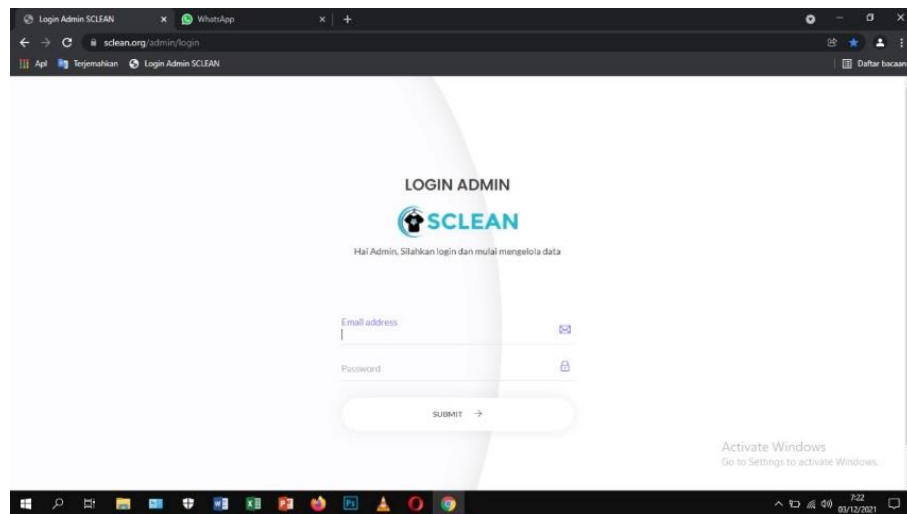 Login Admin SCLEAN
WhatsApp
sclean.org/admin/login
Apl
Terjemahkan
Login Admin SCLEAN
Daftar bacaan
LOGIN ADMIN
SCLEAN
Hai Admin, Silahkan login dan mulai mengelola data
Email address
Password
SUBMIT →
Activate Windows
Go to Settings to activate Windows.
7:22
03/12/2021